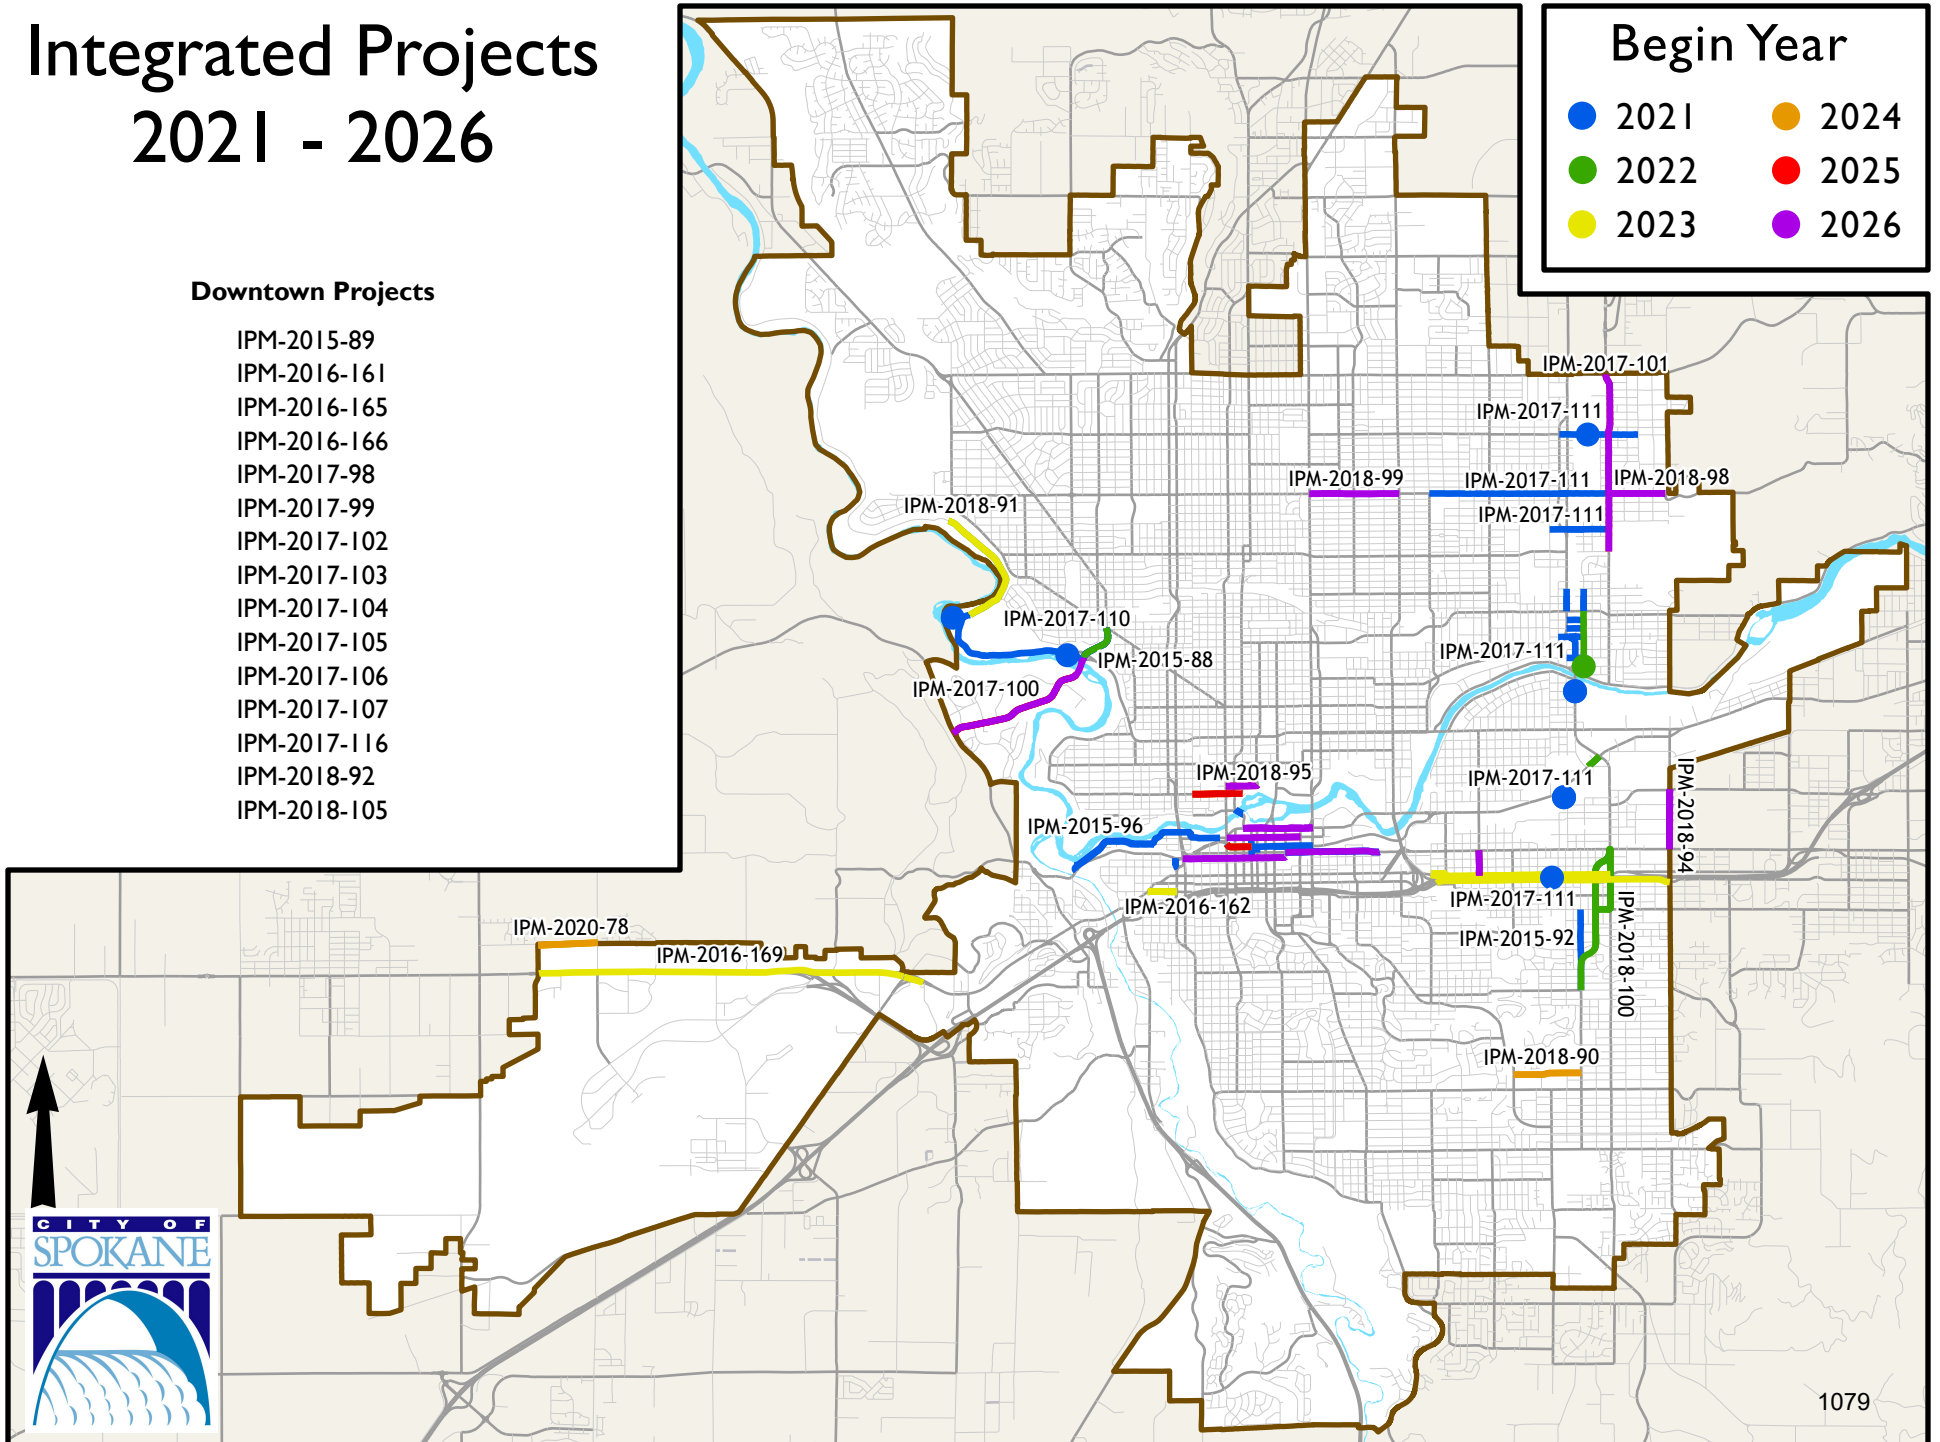 Integrated Projects
2021 - 2026
Downtown Projects
IPM-2015-89
IPM-2016-161
IPM-2016-165
IPM-2016-166
IPM-2017-98
IPM-2017-99
IPM-2017-102
IPM-2017-103
IPM-2017-104
IPM-2017-105
IPM-2017-106
IPM-2017-107
IPM-2017-116
IPM-2018-92
IPM-2018-105
Begin Year
2021
2024
2022
2025
2023
2026
IPM-2017-101
IPM-2017-111
IPM-2018-99
IPM-2017-111
IPM-2018-98
IPM-2018-91
IPM-2017-111
IPM-2017-110
IPM-2017-111
IPM-2015-88
IPM-2017-100
IPM-2018-95
IPM-2017-111
IPM-2018-94
IPM-2015-96
IPM-2017-111
IPM-2016-162
IPM-2018-100
IPM-2015-92
IPM-2020-78
IPM-2016-169
IPM-2018-90
CITY OF
SPOKANE
1079